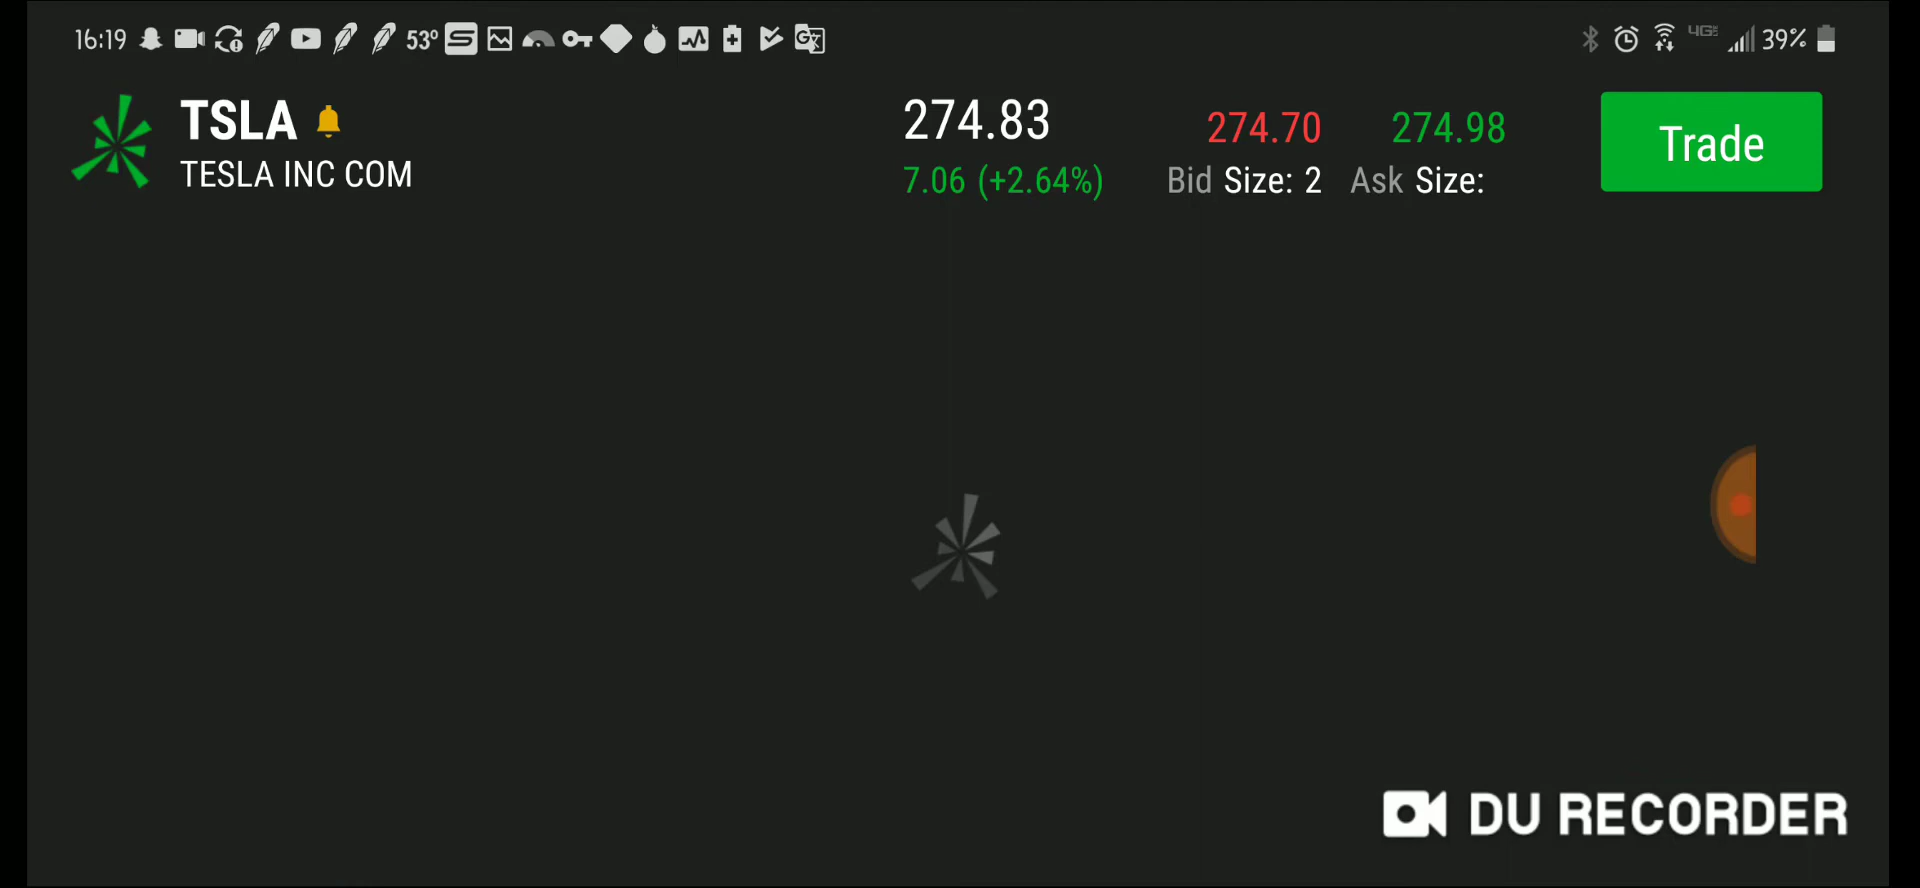 16:19 53° 4GE 39%
TSLA 274.83 274.70 274.98 Trade
TESLA INC COM 7.06 (+2.64%) Bid Size: 2 Ask Size:
DU RECORDER